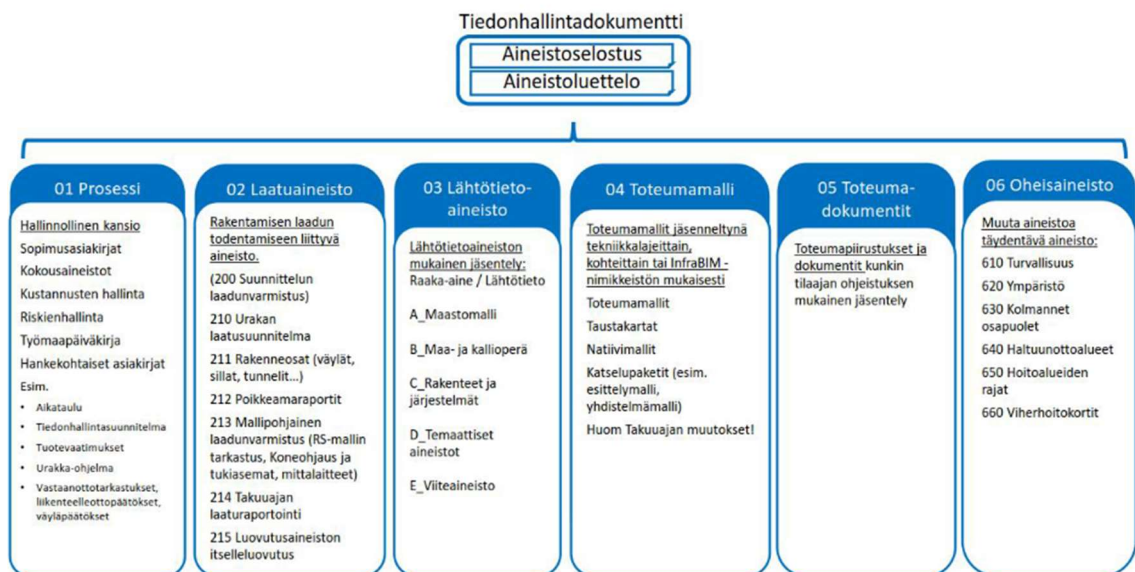 Tiedonhallintadokumentti
Aineistoselostus
Aineistoluettelo
01 Prosessi
Hallinnollinen kansio
Sopimusasiakirjat
Kokousaineistot
Kustannusten hallinta
Riskienhallinta
Työmaapäiväkirja
Hankekohtaiset asiakirjat
Esim.
• Aikataulu
• Tiedonhallintasuunnitelma
• Tuotevaatimukset
• Urakka-ohjelma
• Vastaanottotarkastukset,
liikenteelleottopäätökset,
väyläpäätökset
02 Laatuaineisto
Rakentamisen laadun
todentamiseen liittyvä
aineisto.
(200 Suunnittelun
laadunvarmistus)
210 Urakan
laatusuunnitelma
211 Rakenneosat (väylät,
sillat, tunnelit...)
212 Poikkeamaraportit
213 Mallipohjainen
laadunvarmistus (RS-mallin
tarkastus, Koneohjaus ja
tukiasemat, mittalaitteet)
214 Takuuajan
laaturaportointi
215 Luovutusaineiston
itselleluovutus
03 Lähtötieto-
aineisto
Lähtötietoaineiston
mukainen jäsentely:
Raaka-aine / Lähtötieto
A_Maastomalli
B_Maa- ja kallioperä
C_Rakenteet ja
järjestelmät
D_Temaattiset
aineistot
E_Viiteaineisto
04 Toteumamalli
Toteumamallit jäsenneltynä
tekniikkalajeittain,
kohteittain tai InfraBIM -
nimikkeistön mukaisesti
Toteumamallit
Taustakartat
Natiivimallit
Katselupaketit (esim.
esittelymalli,
yhdistelmämalli)
Huom Takuuajan muutokset!
05 Toteuma-
dokumentit
Toteumapiirustukset ja
dokumentit kunkin
tilaajan ohjeistuksen
mukainen jäsentely
06 Oheisaineisto
Muuta aineistoa
täydentävä aineisto:
610 Turvallisuus
620 Ympäristö
630 Kolmannet
osapuolet
640 Haltuunottoalueet
650 Hoitoalueiden
rajat
660 Viherhoitokortit